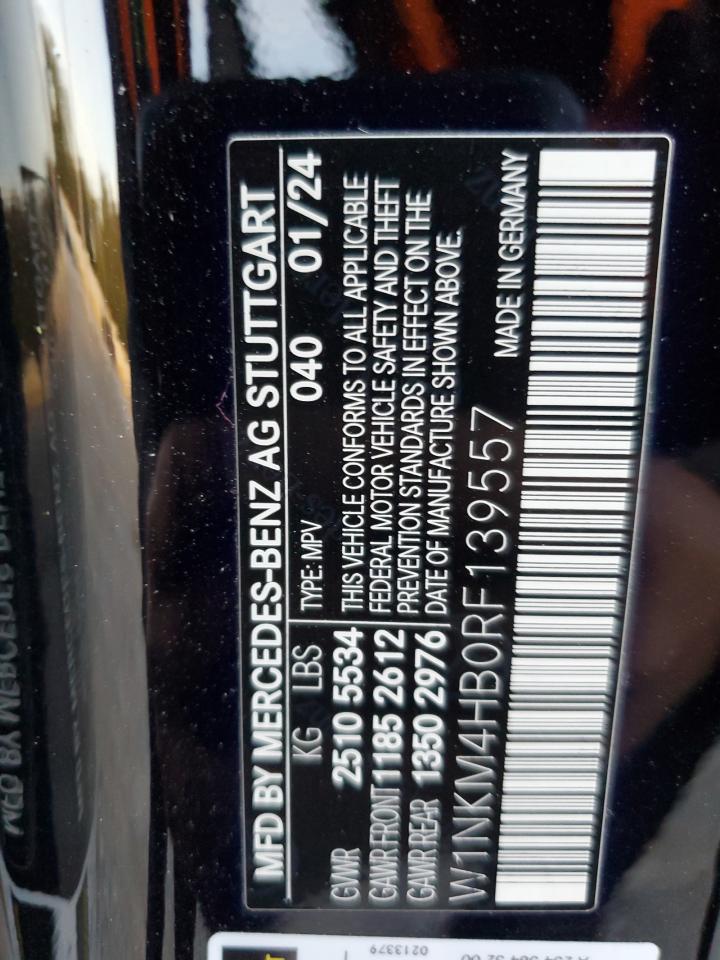 MFD BY MERCEDES-BENZ AG STUTTGART
KG LBS
GVWR 2510 5534
GAWR FRONT 1185 2612
GAWR REAR 1350 2976
TYPE: MPV 040 01/24
THIS VEHICLE CONFORMS TO ALL APPLICABLE
FEDERAL MOTOR VEHICLE SAFETY AND THEFT
PREVENTION STANDARDS IN EFFECT ON THE
DATE OF MANUFACTURE SHOWN ABOVE.
W1NKM4HB0RF139557 MADE IN GERMANY
0213379